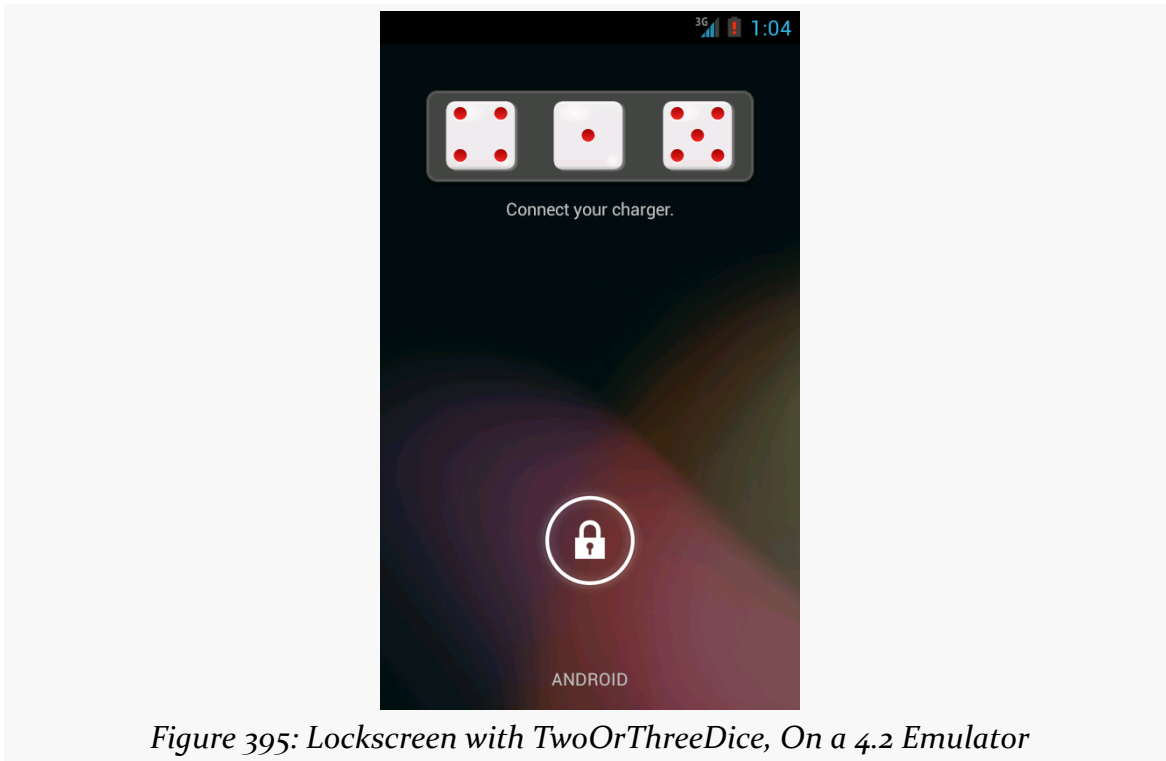 3G
1:04
Connect your charger.
ANDROID
Figure 395: Lockscreen with TwoOrThreeDice, On a 4.2 Emulator